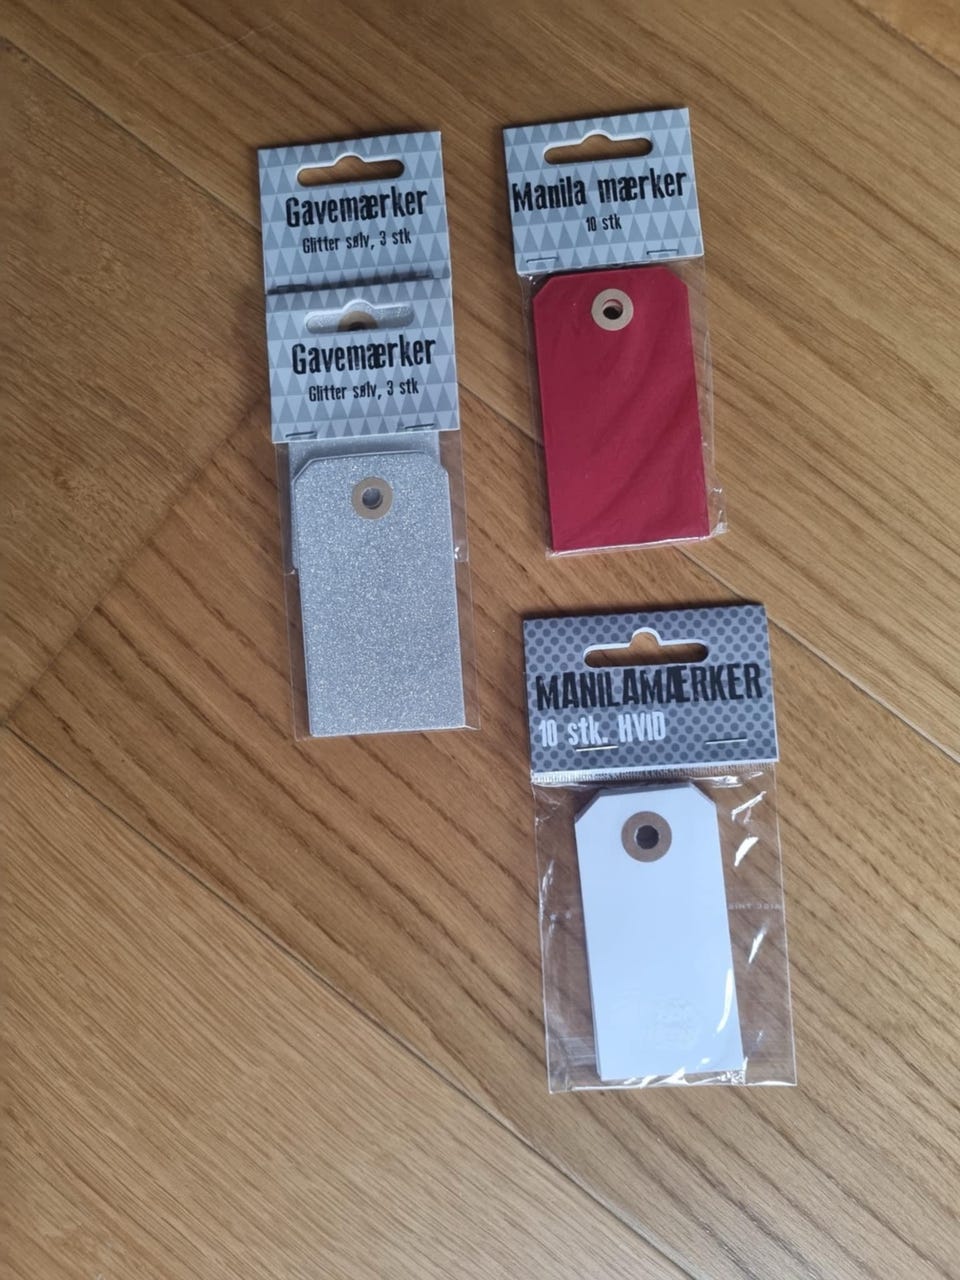 Gavemærker
Glitter sølv, 3 stk
Gavemærker
Glitter sølv, 3 stk
Manila mærker
10 stk
MANILAMÆRKER
10 stk. HVID